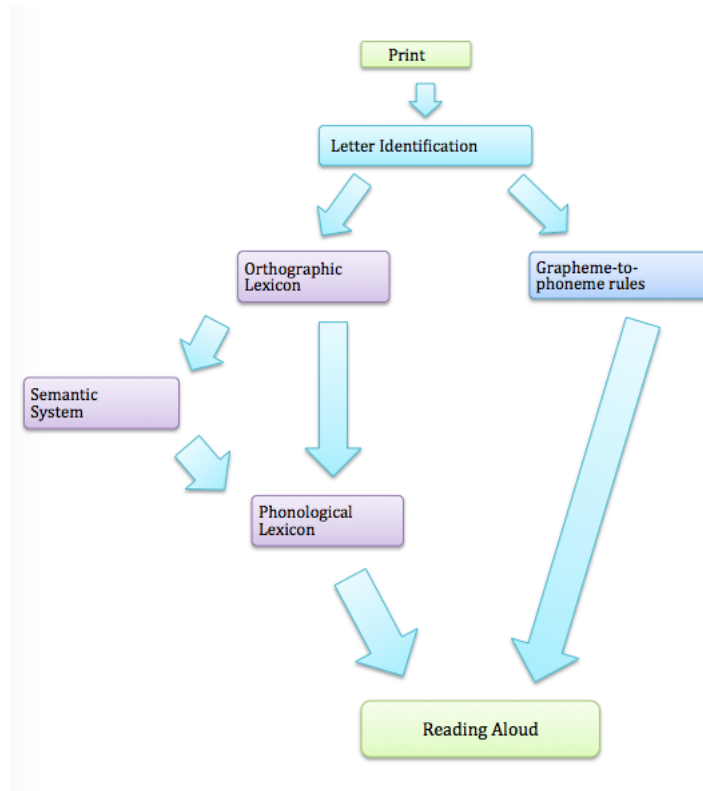 Print
Letter Identification
Orthographic
Lexicon
Grapheme-to-
phoneme rules
Semantic
System
Phonological
Lexicon
Reading Aloud